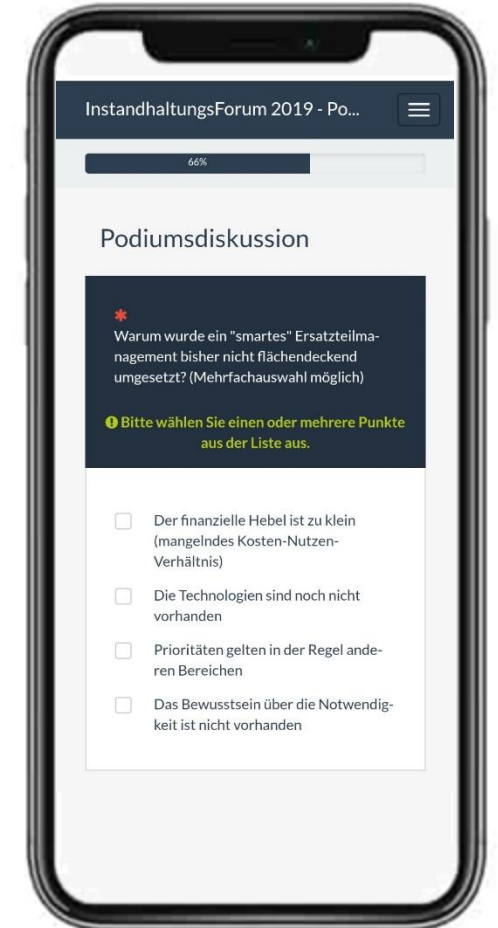 InstandhaltungsForum 2019 - Po...
66%
Podiumsdiskussion
*
Warum wurde ein "smartes" Ersatzteilma-
nagement bisher nicht flächendeckend
umgesetzt? (Mehrfachauswahl möglich)
Bitte wählen Sie einen oder mehrere Punkte
aus der Liste aus.
Der finanzielle Hebel ist zu klein
(mangelndes Kosten-Nutzen-
Verhältnis)
Die Technologien sind noch nicht
vorhanden
Prioritäten gelten in der Regel ande-
ren Bereichen
Das Bewusstsein über die Notwendig-
keit ist nicht vorhanden